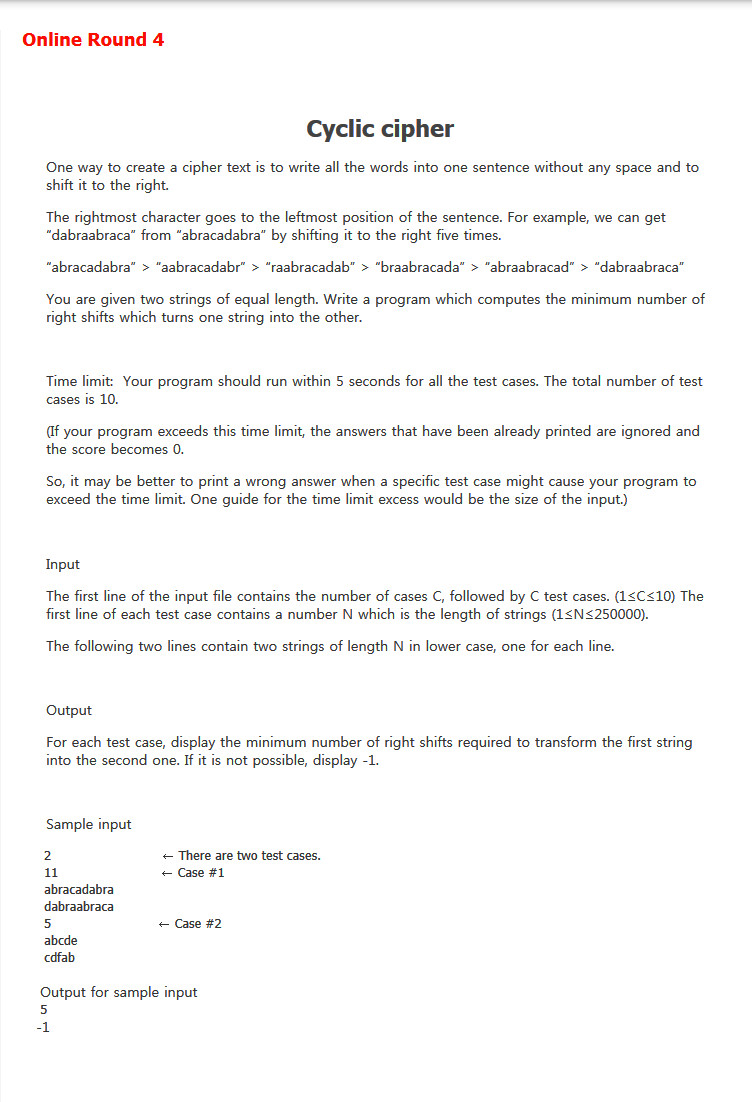 Online Round 4
Cyclic cipher
One way to create a cipher text is to write all the words into one sentence without any space and to
shift it to the right.
The rightmost character goes to the leftmost position of the sentence. For example, we can get
“dabraabraca” from “abracadabra” by shifting it to the right five times.
“abracadabra” > “aabracadabr” > “raabracadab” > “braabracada” > “abraabracad” > “dabraabraca”
You are given two strings of equal length. Write a program which computes the minimum number of
right shifts which turns one string into the other.
Time limit: Your program should run within 5 seconds for all the test cases. The total number of test
cases is 10.
(If your program exceeds this time limit, the answers that have been already printed are ignored and
the score becomes 0.
So, it may be better to print a wrong answer when a specific test case might cause your program to
exceed the time limit. One guide for the time limit excess would be the size of the input.)
Input
The first line of the input file contains the number of cases C, followed by C test cases. (1≤C≤10) The
first line of each test case contains a number N which is the length of strings (1≤N≤250000).
The following two lines contain two strings of length N in lower case, one for each line.
Output
For each test case, display the minimum number of right shifts required to transform the first string
into the second one. If it is not possible, display -1.
Sample input
2 ← There are two test cases.
11 ← Case #1
abracadabra
dabraabraca
5 ← Case #2
abcde
cdfab
Output for sample input
5
-1